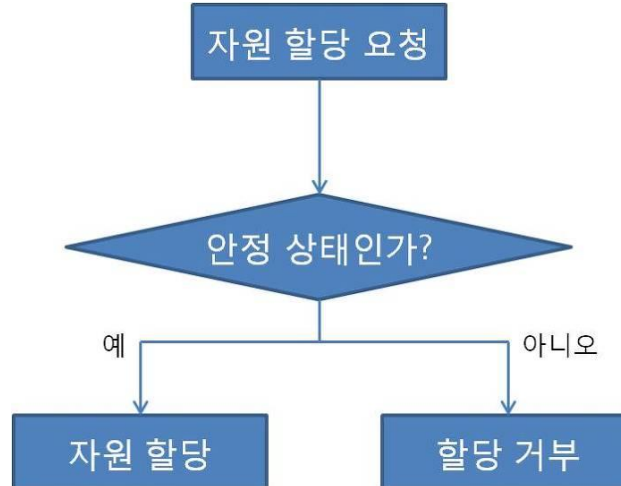 자원 할당 요청
안정 상태인가?
예
아니오
자원 할당
할당 거부